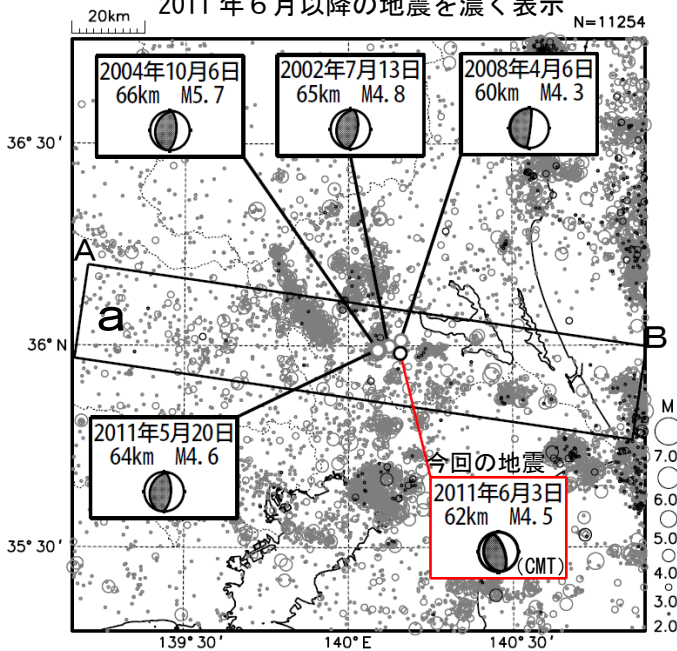 2011年6月以降の地震を濃く表示
20km
N=11254
2004年10月6日
66km M5.7
2002年7月13日
65km M4.8
2008年4月6日
60km M4.3
36°30′
A
a
36°N
B
2011年5月20日
64km M4.6
今回の地震
2011年6月3日
62km M4.5
(CMT)
M
7.0
6.0
5.0
4.0
3.0
2.0
35°30′
139°30′
140°E
140°30′